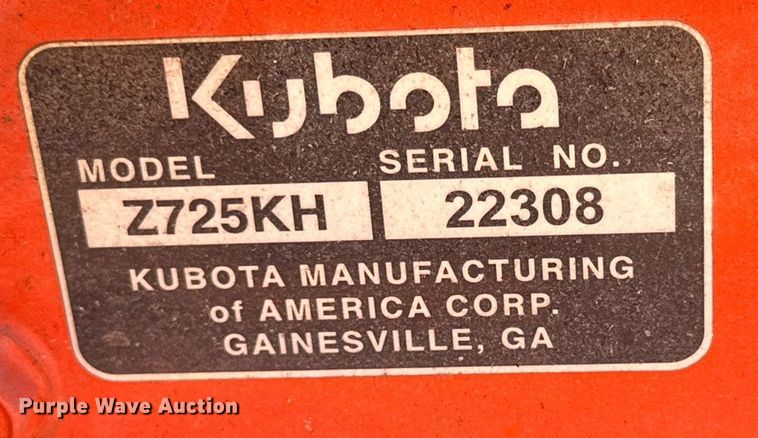 Kubota
MODEL SERIAL NO.
Z725KH 22308
KUBOTA MANUFACTURING
of AMERICA CORP.
GAINESVILLE, GA
Purple Wave Auction